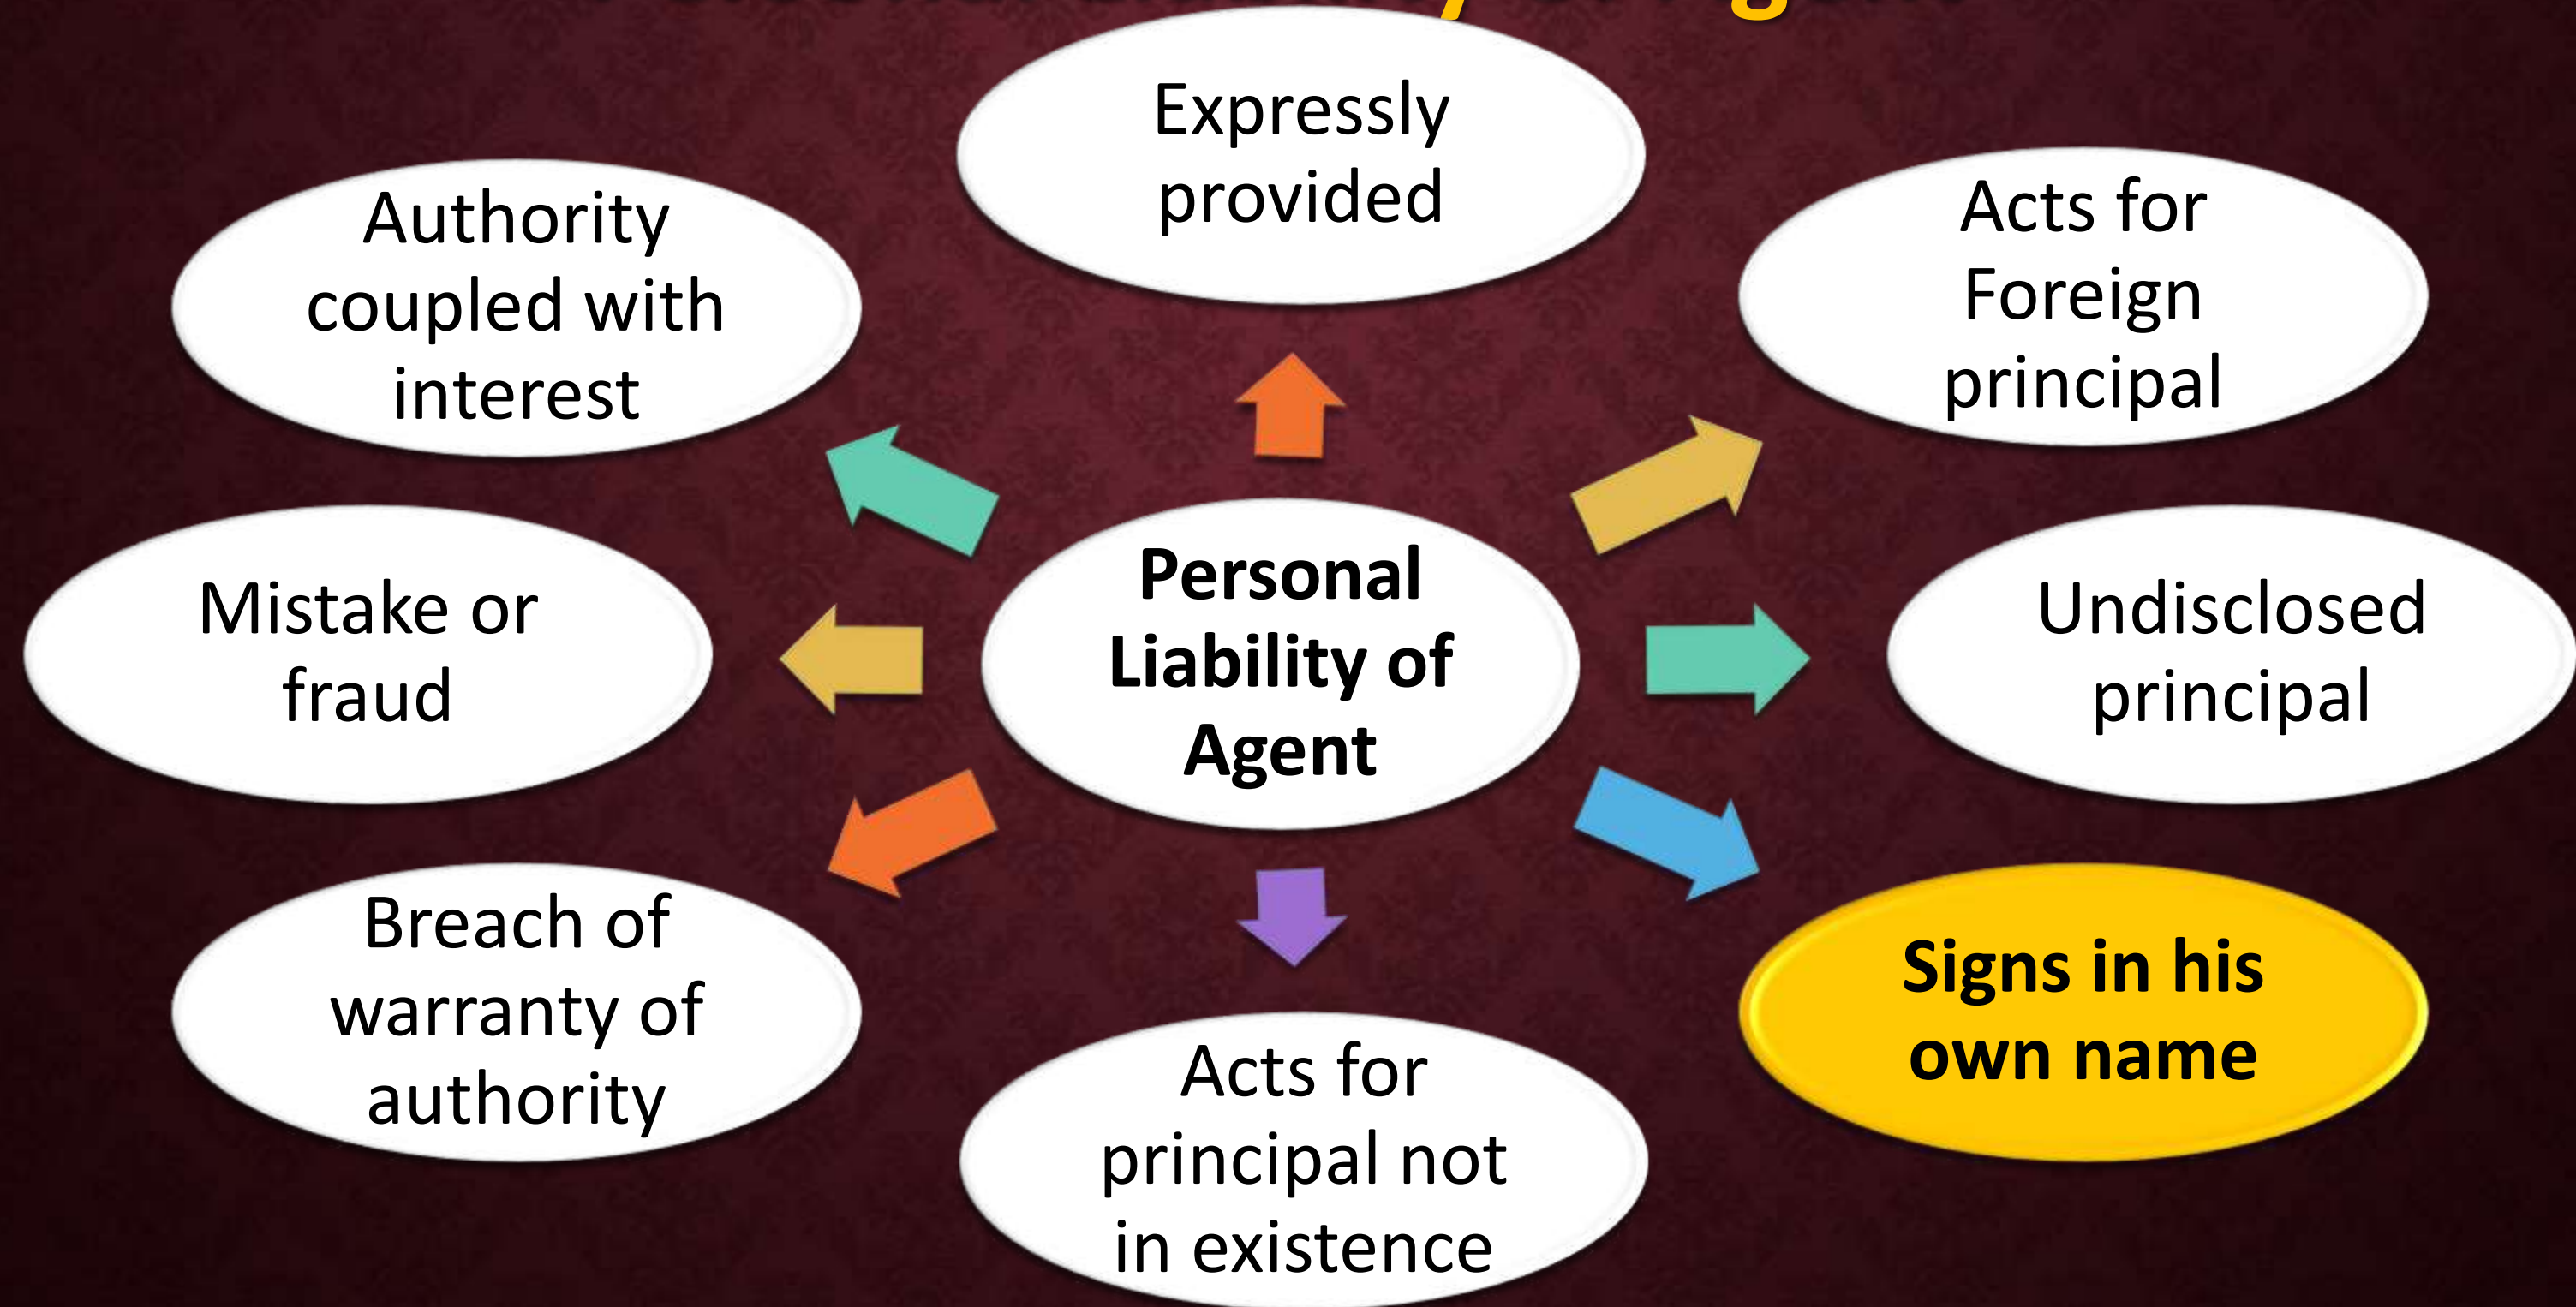 Expressly
provided
Acts for
Foreign
principal
Undisclosed
principal
Signs in his
own name
Acts for
principal not
in existence
Breach of
warranty of
authority
Mistake or
fraud
Authority
coupled with
interest
Personal
Liability of
Agent